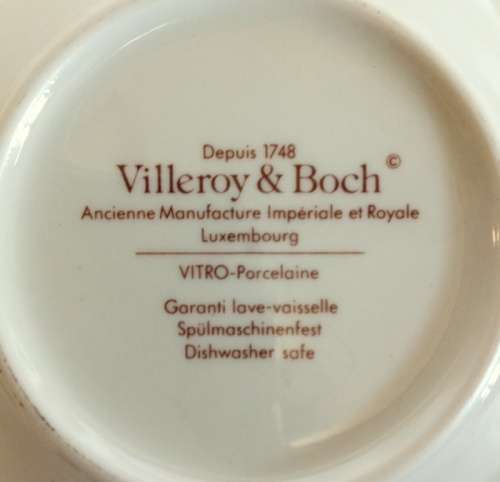 Depuis 1748
Villeroy & Boch ©
Ancienne Manufacture Impériale et Royale
Luxembourg
VITRO-Porcelaine
Garanti lave-vaisselle
Spülmaschinenfest
Dishwasher safe